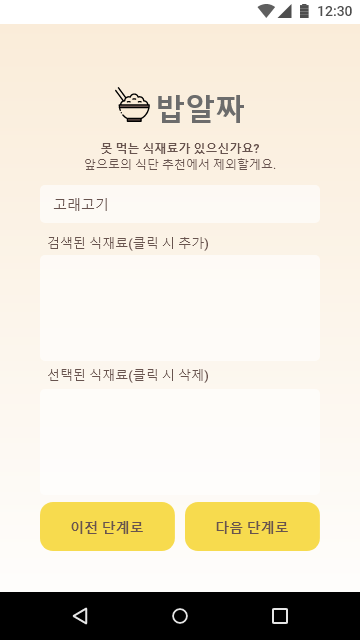 12:30
밥알짜
못 먹는 식재료가 있으신가요?
앞으로의 식단 추천에서 제외할게요.
고래고기
검색된 식재료(클릭 시 추가)
선택된 식재료(클릭 시 삭제)
이전 단계로
다음 단계로